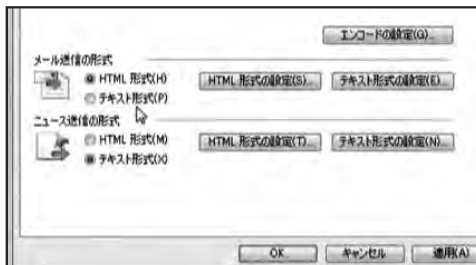 エンコードの設定(G)...
メール送信の形式
HTML 形式(H)
HTML 形式の設定(S)...
テキスト形式の設定(E)...
テキスト形式(P)
ニュース送信の形式
HTML 形式(M)
HTML 形式の設定(T)...
テキスト形式の設定(N)...
テキスト形式(X)
OK
キャンセル
適用(A)